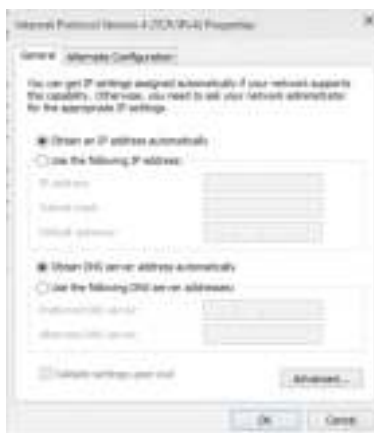 Internet Protocol Version 4 (TCP/IPv4) Properties
General Alternate Configuration
You can get IP settings assigned automatically if your network supports
this capability. Otherwise, you need to ask your network administrator
for the appropriate IP settings.
Obtain an IP address automatically
Use the following IP address:
IP address:
Subnet mask:
Default gateway:
Obtain DNS server address automatically
Use the following DNS server addresses:
Preferred DNS server:
Alternate DNS server:
Validate settings upon exit
Advanced...
OK Cancel